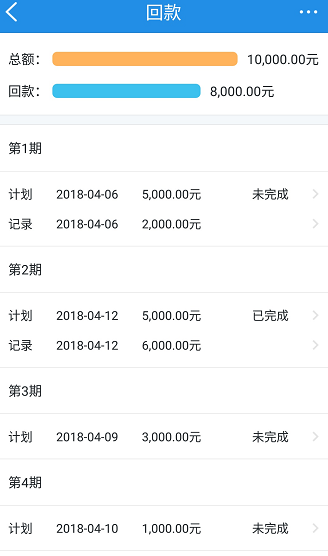 回款
总额： 10,000.00元
回款： 8,000.00元
第1期
计划 2018-04-06 5,000.00元 未完成
记录 2018-04-06 2,000.00元
第2期
计划 2018-04-12 5,000.00元 已完成
记录 2018-04-12 6,000.00元
第3期
计划 2018-04-09 3,000.00元 未完成
第4期
计划 2018-04-10 1,000.00元 未完成